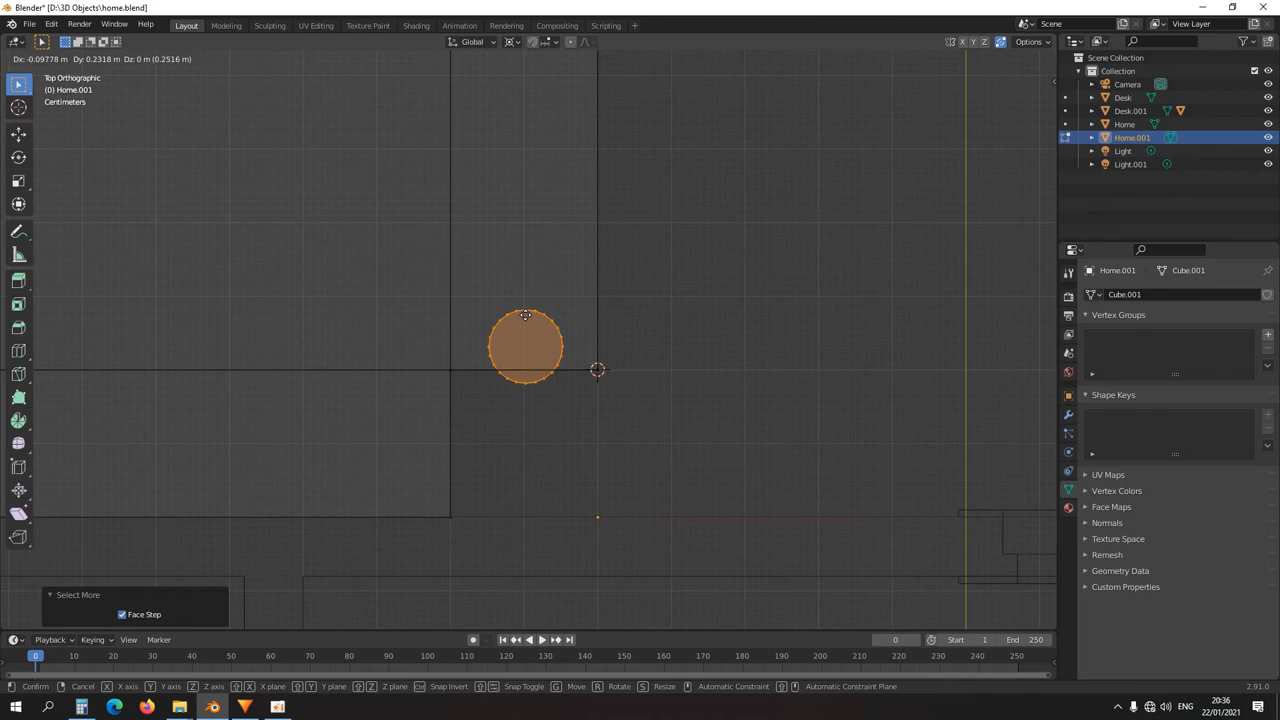 Blender* [D:\3D Objects\home.blend]
File Edit Render Window Help Layout Modeling Sculpting UV Editing Texture Paint Shading Animation Rendering Compositing Scripting + Scene View Layer
Global X Y Z Options
Dx: -0.09778 m Dy: 0.2318 m Dz: 0 m (0.2516 m)
Top Orthographic
(0) Home.001
Centimeters
Scene Collection
Collection
Camera
Desk
Desk.001
Home
Home.001
Light
Light.001
Home.001 Cube.001
Cube.001
Vertex Groups
Shape Keys
UV Maps
Vertex Colors
Face Maps
Normals
Texture Space
Remesh
Geometry Data
Custom Properties
Select More
Face Step
Playback Keying View Marker 0 Start 1 End 250
0 10 20 30 40 50 60 70 80 90 100 110 120 130 140 150 160 170 180 190 200 210 220 230 240 250
Confirm Cancel X X axis Y Y axis Z Z axis X X plane Y Y plane Z Z plane Ctrl Snap Invert Snap Toggle G Move R Rotate S Resize Automatic Constraint Automatic Constraint Plane 2.91.0
ENG 20:36
22/01/2021